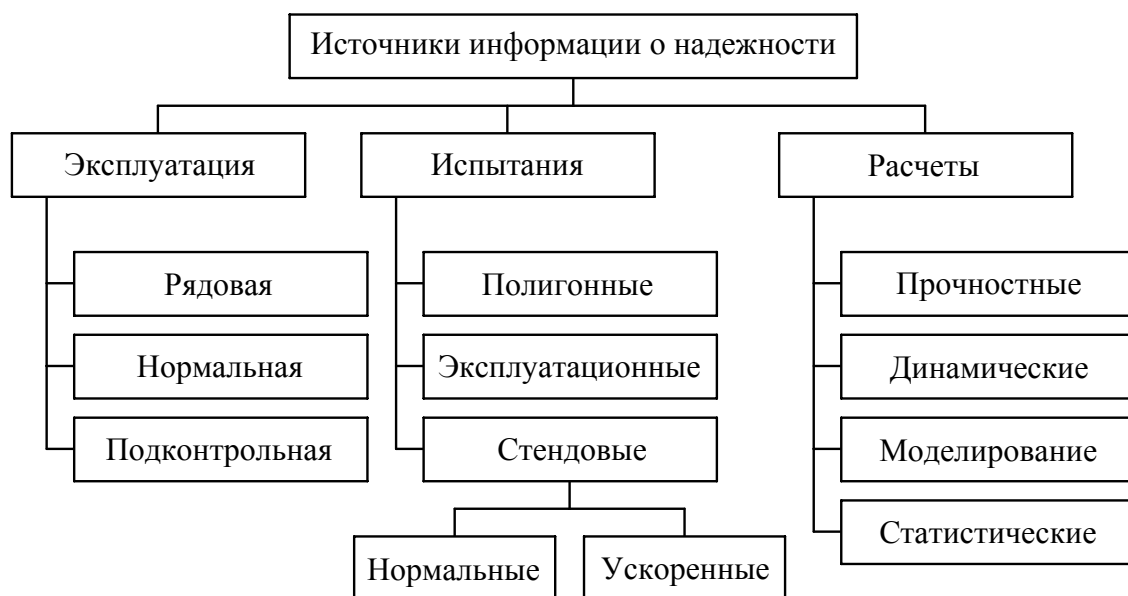 Источники информации о надежности
Эксплуатация
Испытания
Расчеты
Рядовая
Нормальная
Подконтрольная
Полигонные
Эксплуатационные
Стендовые
Нормальные
Ускоренные
Прочностные
Динамические
Моделирование
Статистические